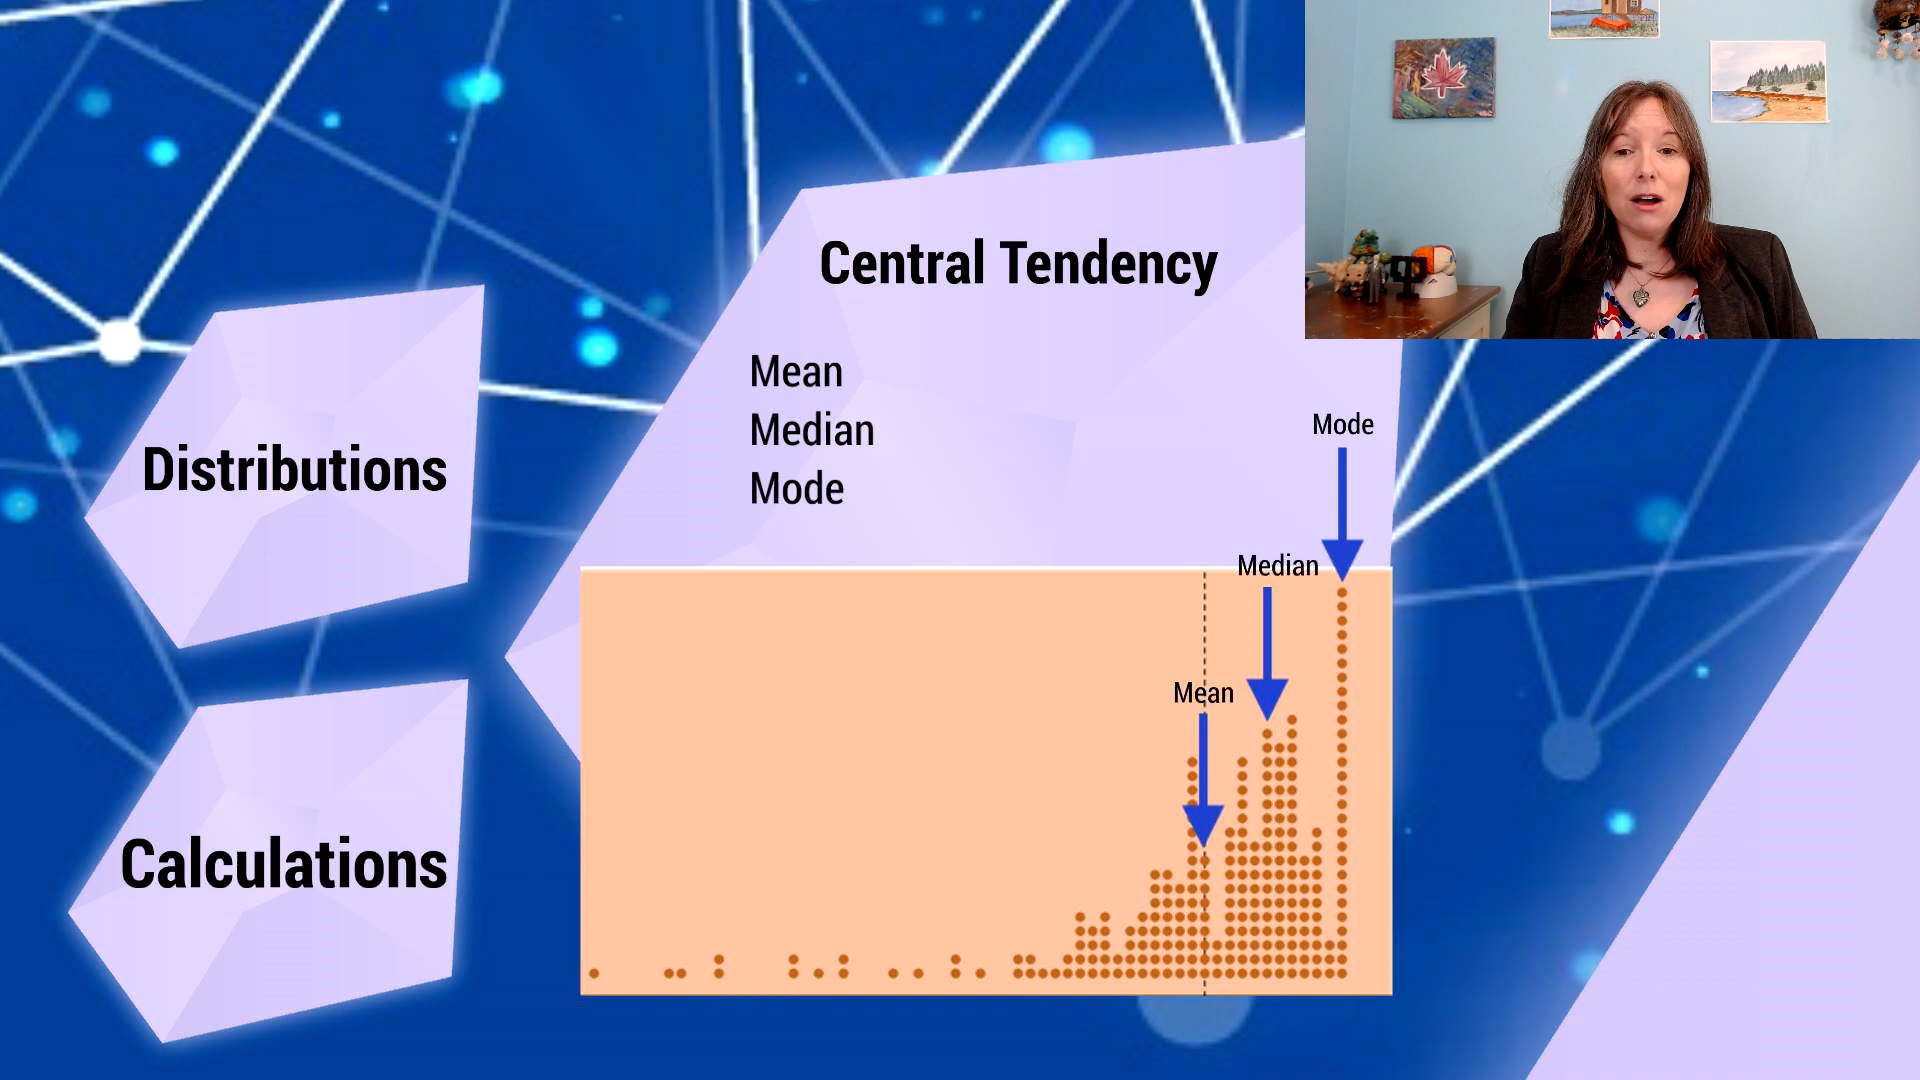 Central Tendency
Mean
Median
Mode
Distributions
Calculations
Mode
Median
Mean